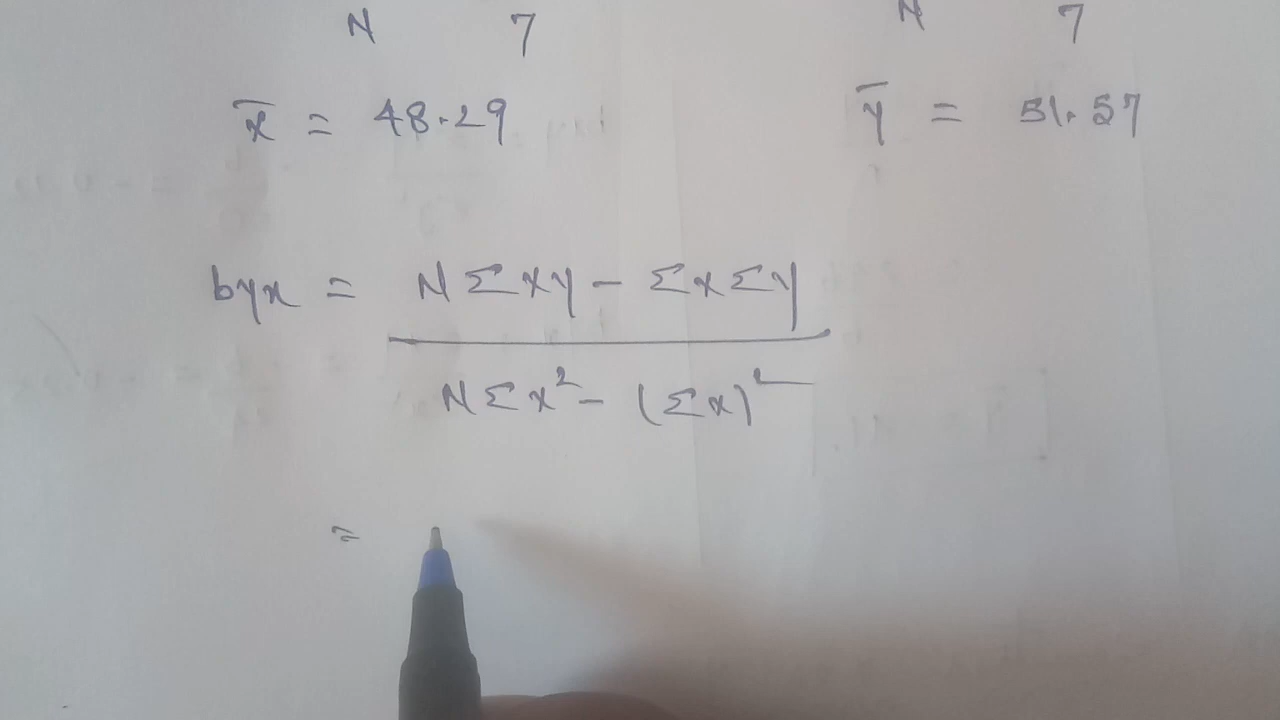 N 7 N 7
x̄ = 48.29 ȳ = 51.57
byx = NΣxy - ΣxΣy
NΣx² - (Σx)²
=